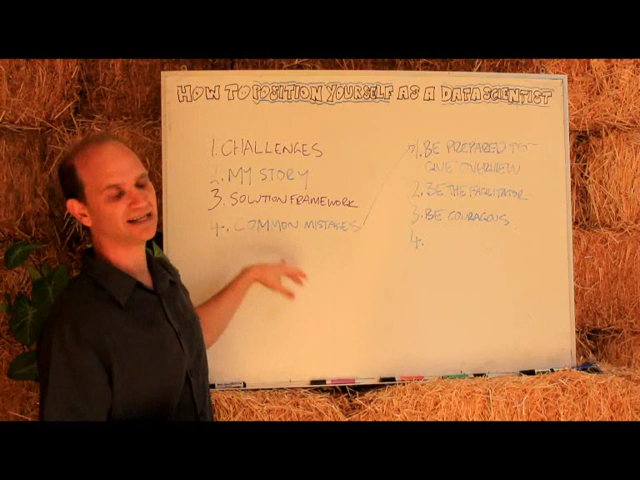 HOW TO POSITION YOURSELF AS A DATA SCIENTIST
1. CHALLENGES
2. MY STORY
3. SOLUTION FRAMEWORK
4. COMMON MISTAKES
1. BE PREPARED TO
GIVE OVERVIEW
2. BE THE FACILITATOR
3. BE COURAGOUS
4.